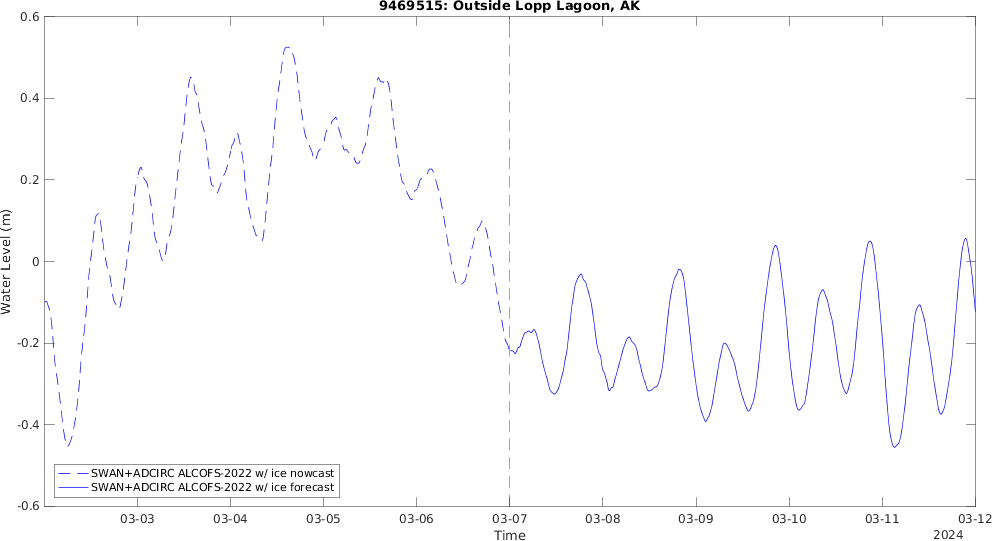 9469515: Outside Lopp Lagoon, AK
0.6
0.4
0.2
0
-0.2
-0.4
-0.6
Water Level (m)
SWAN+ADCIRC ALCOFS-2022 w/ ice nowcast
SWAN+ADCIRC ALCOFS-2022 w/ ice forecast
03-03 03-04 03-05 03-06 03-07 03-08 03-09 03-10 03-11 03-12
Time
2024